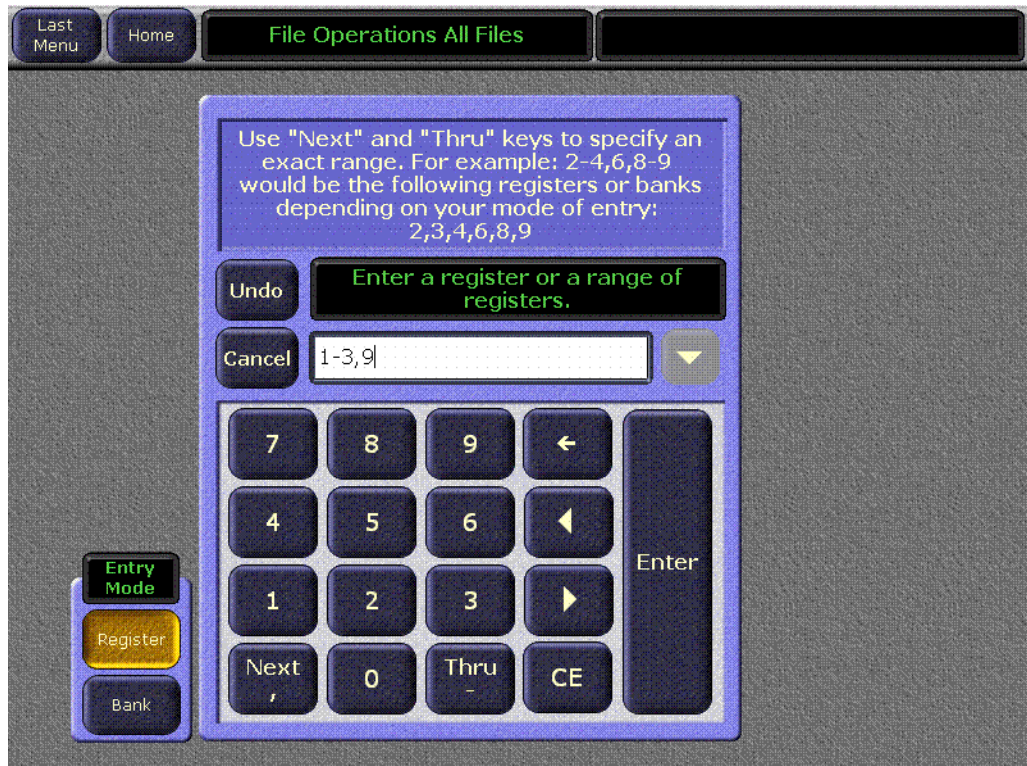 Last
Menu
Home
File Operations All Files
Use "Next" and "Thru" keys to specify an
exact range. For example: 2-4,6,8-9
would be the following registers or banks
depending on your mode of entry:
2,3,4,6,8,9
Undo
Enter a register or a range of
registers.
Cancel
1-3,9
7
8
9
4
5
6
Enter
Entry
Mode
1
2
3
Register
Next
,
0
Thru
-
CE
Bank